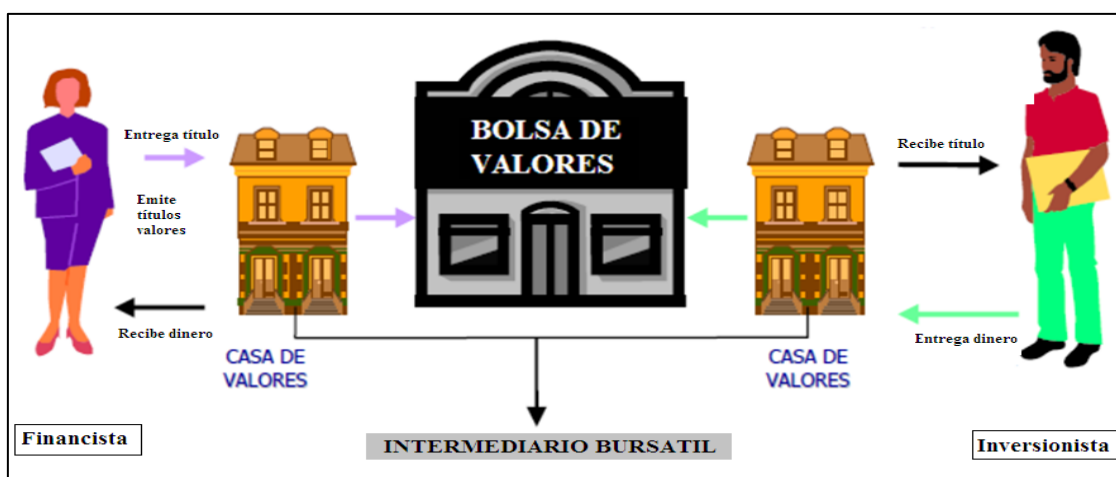 BOLSA DE
VALORES
Entrega título
Emite
títulos
valores
Recibe dinero
Recibe título
Entrega dinero
CASA DE
VALORES
CASA DE
VALORES
Financista
INTERMEDIARIO BURSATIL
Inversionista